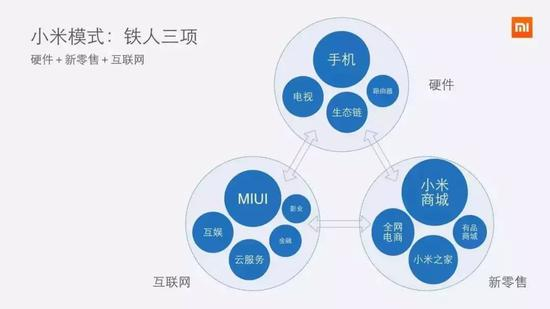 小米模式：铁人三项
硬件＋新零售＋互联网
mi
手机
电视
路由器
生态链
硬件
MIUI
影业
互娱
金融
云服务
互联网
小米
商城
全网
电商
有品
商城
小米之家
新零售